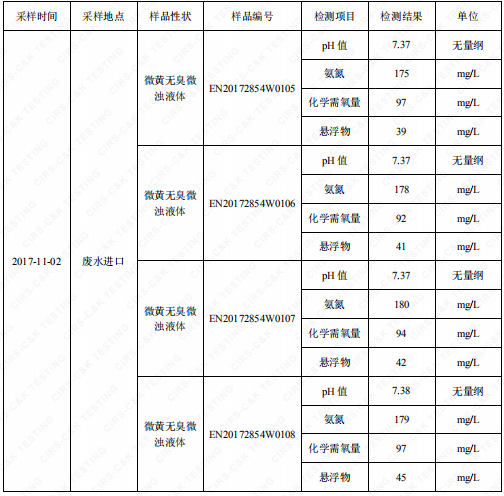 采样时间 采样地点 样品性状 样品编号 检测项目 检测结果 单位
2017-11-02 废水进口
微黄无臭微
浊液体
EN20172854W0105
pH 值 7.37 无量纲
氨氮 175 mg/L
化学需氧量 97 mg/L
悬浮物 39 mg/L
微黄无臭微
浊液体
EN20172854W0106
pH 值 7.37 无量纲
氨氮 178 mg/L
化学需氧量 92 mg/L
悬浮物 41 mg/L
微黄无臭微
浊液体
EN20172854W0107
pH 值 7.37 无量纲
氨氮 180 mg/L
化学需氧量 94 mg/L
悬浮物 42 mg/L
微黄无臭微
浊液体
EN20172854W0108
pH 值 7.38 无量纲
氨氮 179 mg/L
化学需氧量 97 mg/L
悬浮物 45 mg/L
CIRS-C&K TESTING